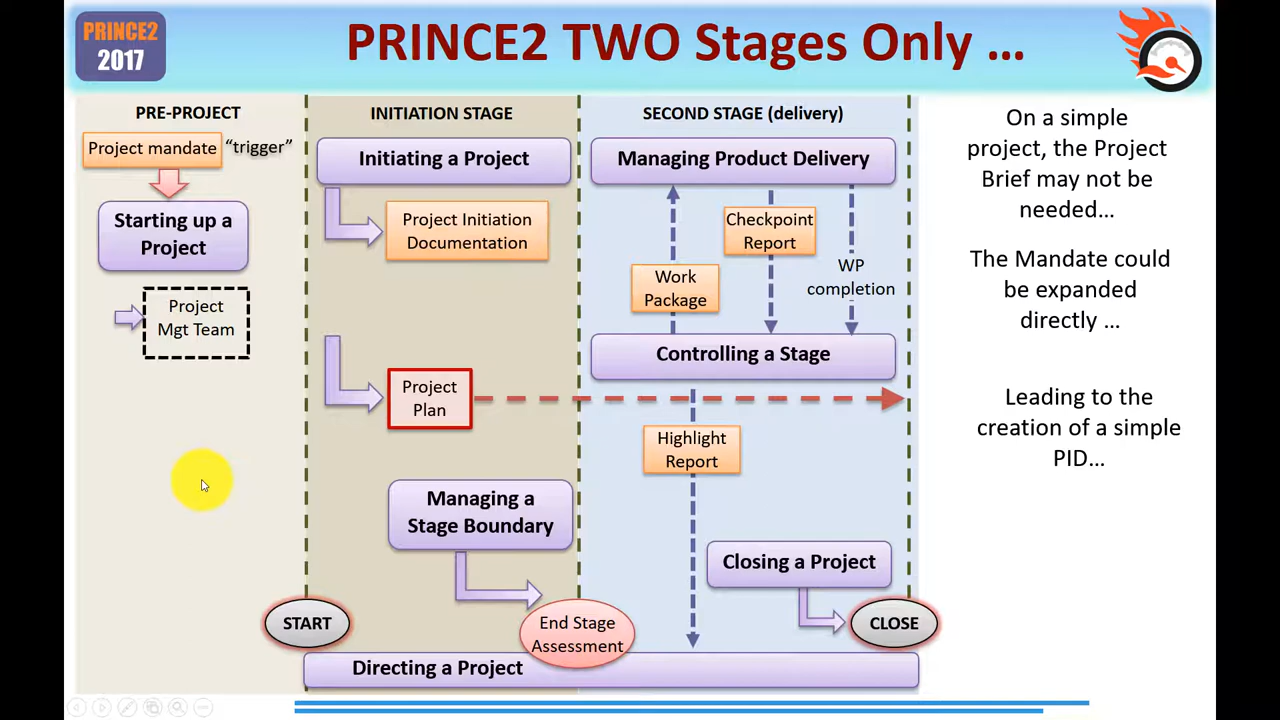 PRINCE2
2017
PRINCE2 TWO Stages Only ...
PRE-PROJECT
Project mandate
“trigger”
Starting up a
Project
Project
Mgt Team
START
INITIATION STAGE
Initiating a Project
Project Initiation
Documentation
Project
Plan
Managing a
Stage Boundary
End Stage
Assessment
Directing a Project
SECOND STAGE (delivery)
Managing Product Delivery
Checkpoint
Report
Work
Package
WP
completion
Controlling a Stage
Highlight
Report
Closing a Project
CLOSE
On a simple
project, the Project
Brief may not be
needed...
The Mandate could
be expanded
directly ...
Leading to the
creation of a simple
PID...